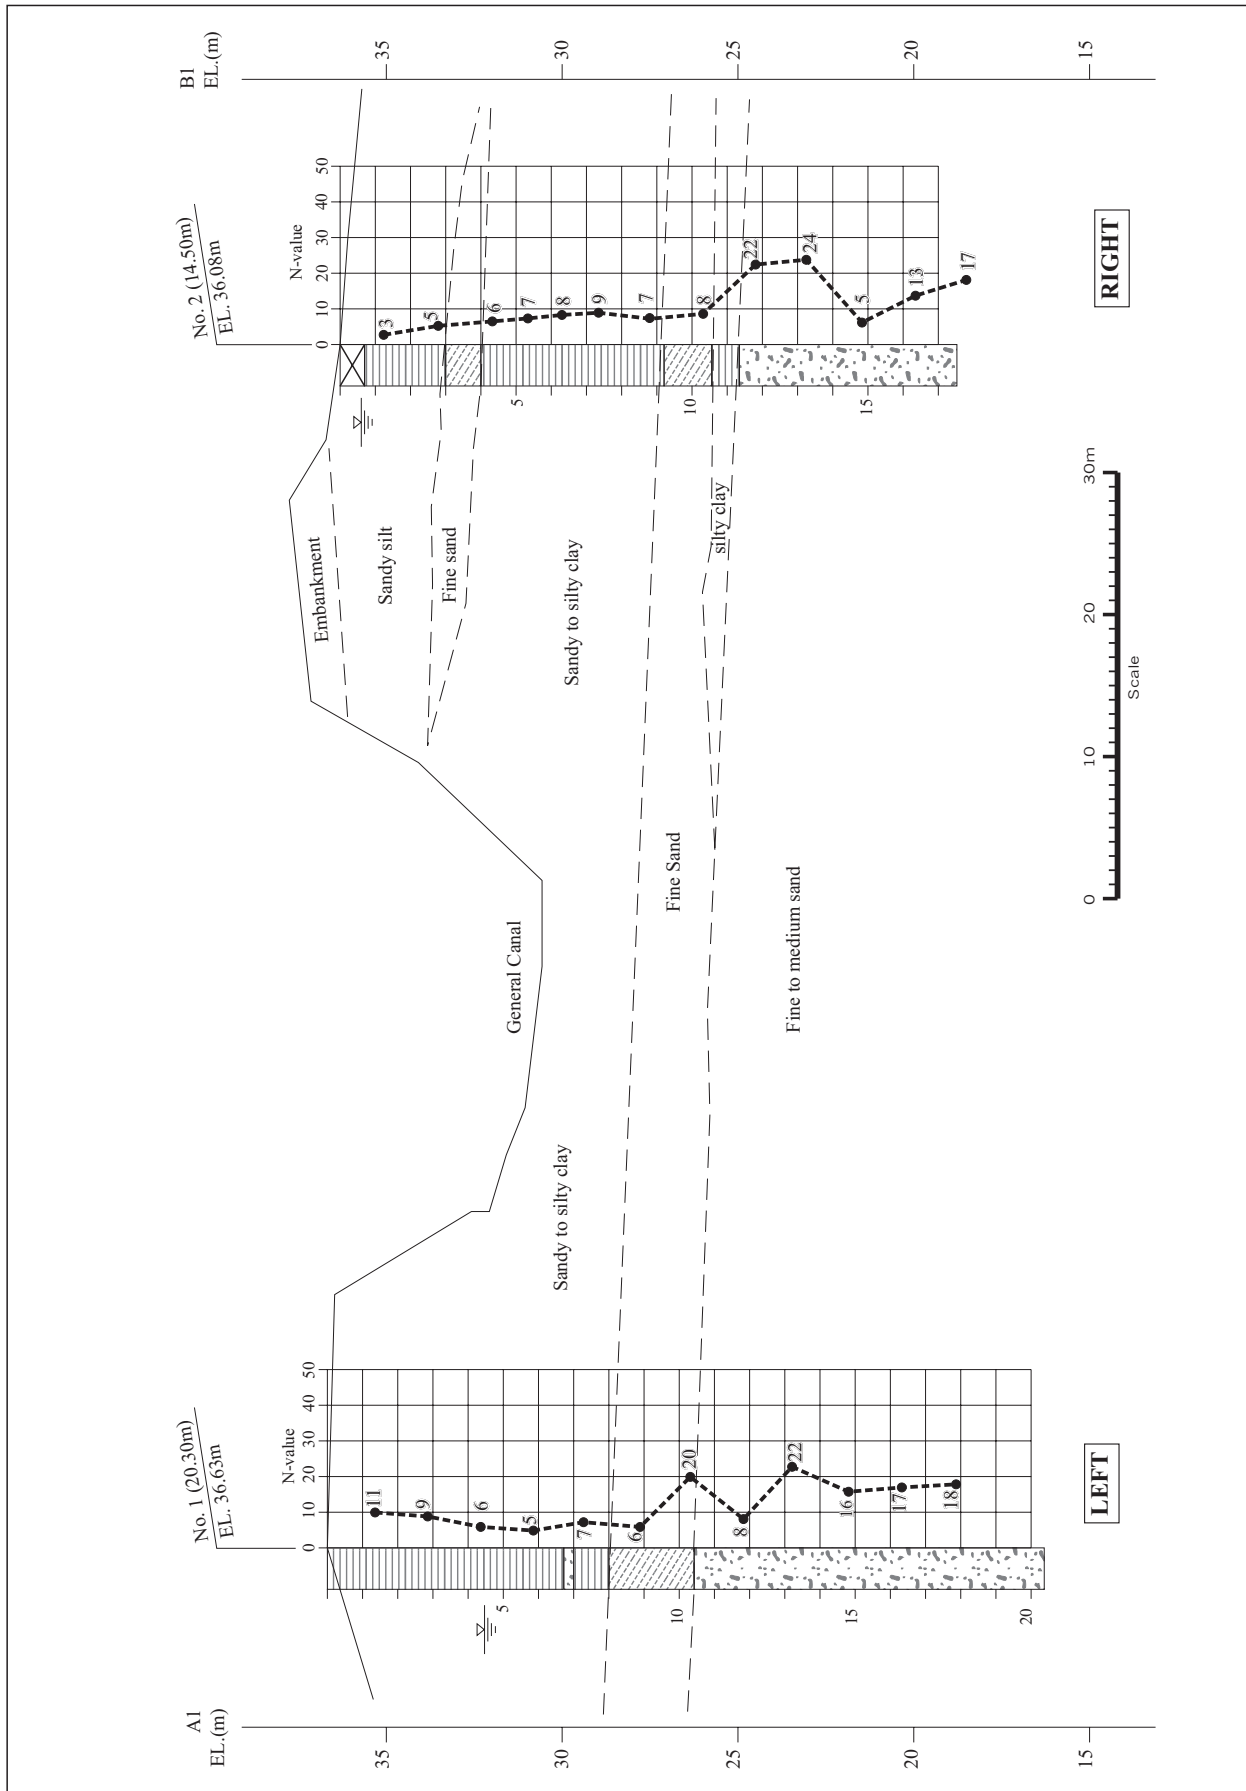 A1
EL.(m)
35
30
25
20
15
No. 1 (20.30m)
EL. 36.63m
N-value
0
10
20
30
40
50
11
9
6
5
7
6
20
8
22
16
17
18
5
10
15
20
LEFT
Sandy to silty clay
General Canal
Fine Sand
Fine to medium sand
Embankment
Sandy silt
Fine sand
Sandy to silty clay
silty clay
0
10
20
30m
Scale
No. 2 (14.50m)
EL. 36.08m
N-value
0
10
20
30
40
50
3
5
6
7
8
9
7
8
22
24
5
13
17
5
10
15
RIGHT
B1
EL.(m)
35
30
25
20
15